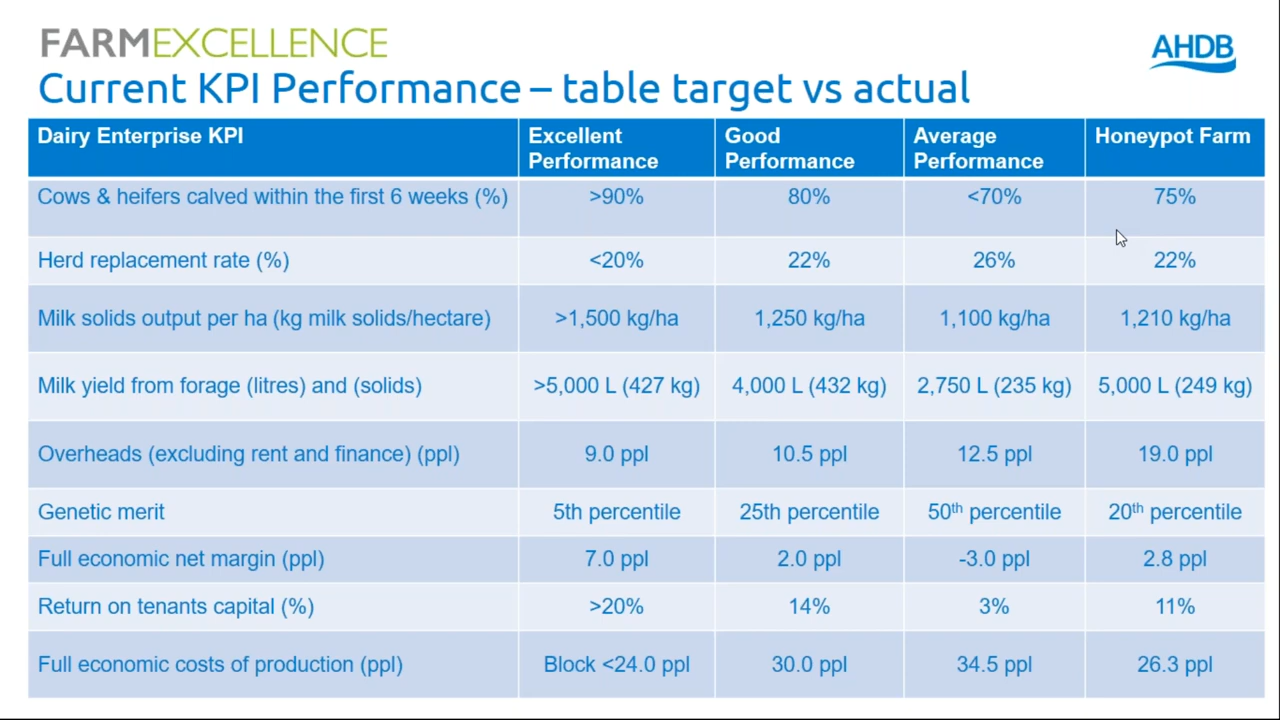 FARMEXCELLENCE
AHDB
Current KPI Performance – table target vs actual
Dairy Enterprise KPI
Excellent Performance
Good Performance
Average Performance
Honeypot Farm
Cows & heifers calved within the first 6 weeks (%) >90% 80% <70% 75%
Herd replacement rate (%) <20% 22% 26% 22%
Milk solids output per ha (kg milk solids/hectare) >1,500 kg/ha 1,250 kg/ha 1,100 kg/ha 1,210 kg/ha
Milk yield from forage (litres) and (solids) >5,000 L (427 kg) 4,000 L (432 kg) 2,750 L (235 kg) 5,000 L (249 kg)
Overheads (excluding rent and finance) (ppl) 9.0 ppl 10.5 ppl 12.5 ppl 19.0 ppl
Genetic merit 5th percentile 25th percentile 50th percentile 20th percentile
Full economic net margin (ppl) 7.0 ppl 2.0 ppl -3.0 ppl 2.8 ppl
Return on tenants capital (%) >20% 14% 3% 11%
Full economic costs of production (ppl) Block <24.0 ppl 30.0 ppl 34.5 ppl 26.3 ppl